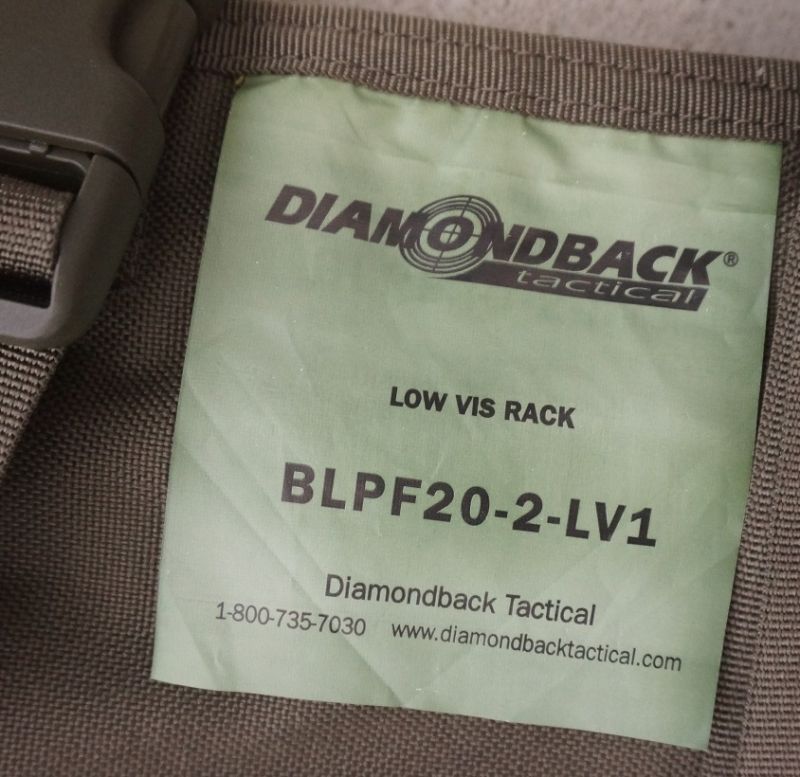 DIAMONDBACK®
tactical
LOW VIS RACK
BLPF20-2-LV1
Diamondback Tactical
1-800-735-7030 www.diamondbacktactical.com